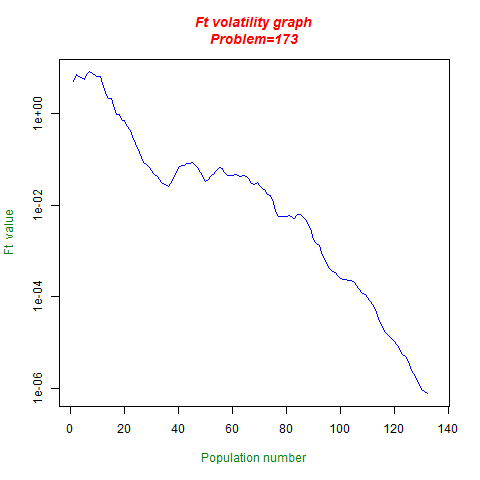 Ft volatility graph
Problem=173
1e+00
1e-02
1e-04
1e-06
Ft value
0 20 40 60 80 100 120 140
Population number